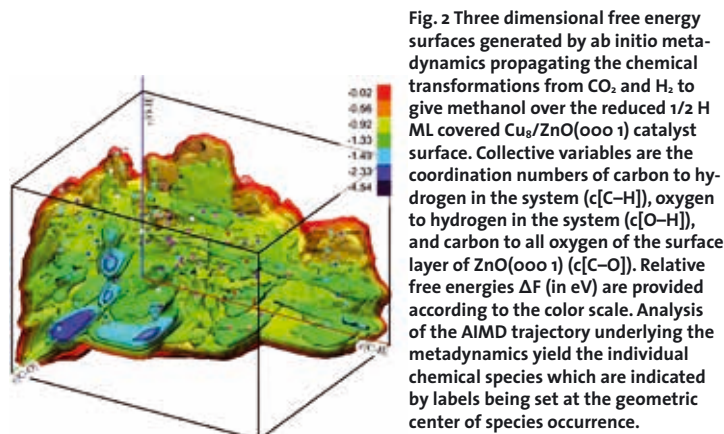 Fig. 2 Three dimensional free energy
surfaces generated by ab initio meta-
dynamics propagating the chemical
transformations from CO₂ and H₂ to
give methanol over the reduced 1/2 H
ML covered Cu₈/ZnO(000 1) catalyst
surface. Collective variables are the
coordination numbers of carbon to hy-
drogen in the system (c[C–H]), oxygen
to hydrogen in the system (c[O–H]),
and carbon to all oxygen of the surface
layer of ZnO(000 1) (c[C–O]). Relative
free energies ΔF (in eV) are provided
according to the color scale. Analysis
of the AIMD trajectory underlying the
metadynamics yield the individual
chemical species which are indicated
by labels being set at the geometric
center of species occurrence.
-0.02
-0.56
-0.92
-1.33
-1.49
-2.33
-4.54
c[O-H]
c[C-O]
c[C-H]